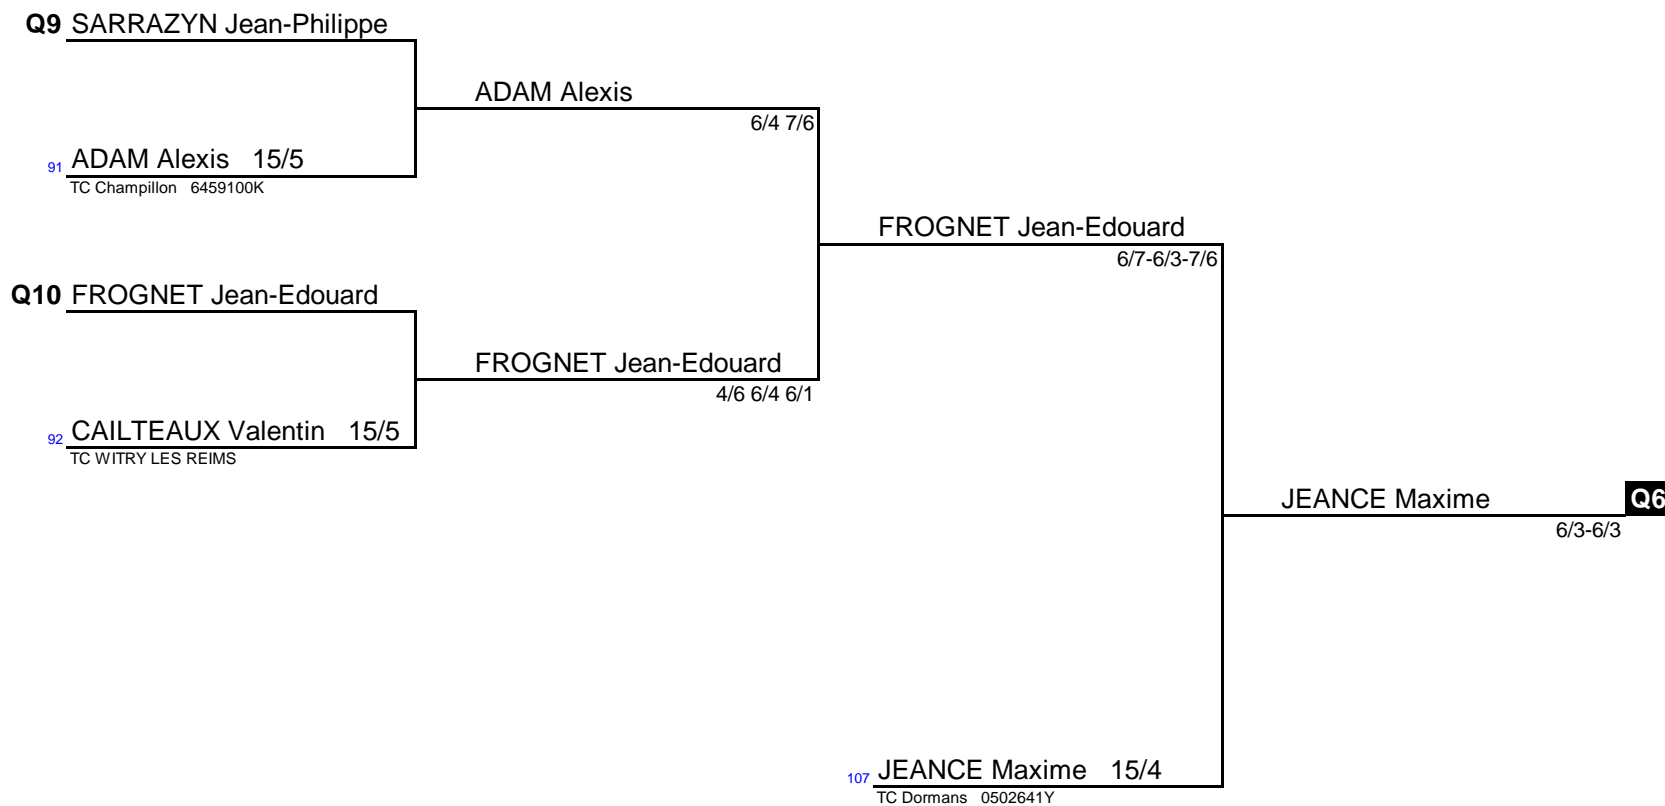 Q9 SARRAZYN Jean-Philippe
ADAM Alexis
6/4 7/6
91 ADAM Alexis 15/5
TC Champillon 6459100K
FROGNET Jean-Edouard
6/7-6/3-7/6
Q10 FROGNET Jean-Edouard
FROGNET Jean-Edouard
4/6 6/4 6/1
92 CAILTEAUX Valentin 15/5
TC WITRY LES REIMS
JEANCE Maxime Q6
6/3-6/3
107 JEANCE Maxime 15/4
TC Dormans 0502641Y